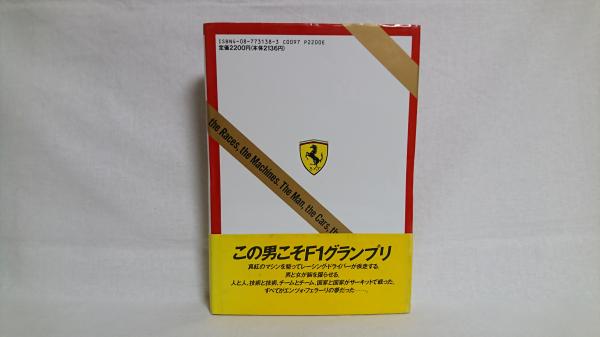 ISBN4-08-773138-3 C0097 P2200E
定価2200円(本体2136円)
the Races, the Machines. The Man, the Cars, th
この男こそF1グランプリ
真紅のマシンを駆ってレーシング・ドライバーが疾走する。
男と女が胸を躍らせる。
人と人、技術と技術、チームとチーム、国家と国家がサーキットで戦った。
すべてがエンツォ・フェラーリの夢だった──。